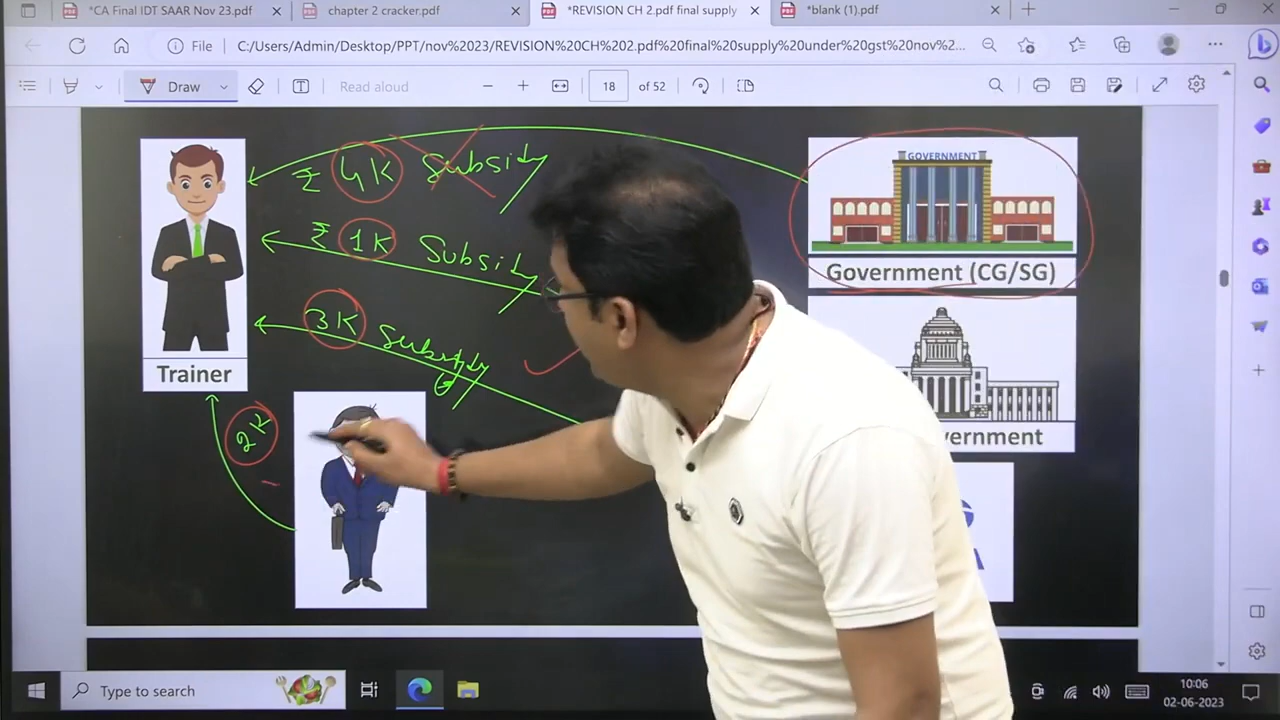 *CA Final IDT SAAR Nov 23.pdf
chapter 2 cracker.pdf
*REVISION CH 2.pdf final supply
*blank (1).pdf
File
C:/Users/Admin/Desktop/PPT/nov%2023/REVISION%20CH%202.pdf%20final%20supply%20under%20gst%20nov%2...
Draw
Read aloud
18 of 52
₹ 4K Subsidy
₹ 1K Subsidy
3K Subsidy
2K
Trainer
GOVERNMENT
Government (CG/SG)
vernment
Type to search
10:06
02-06-2023